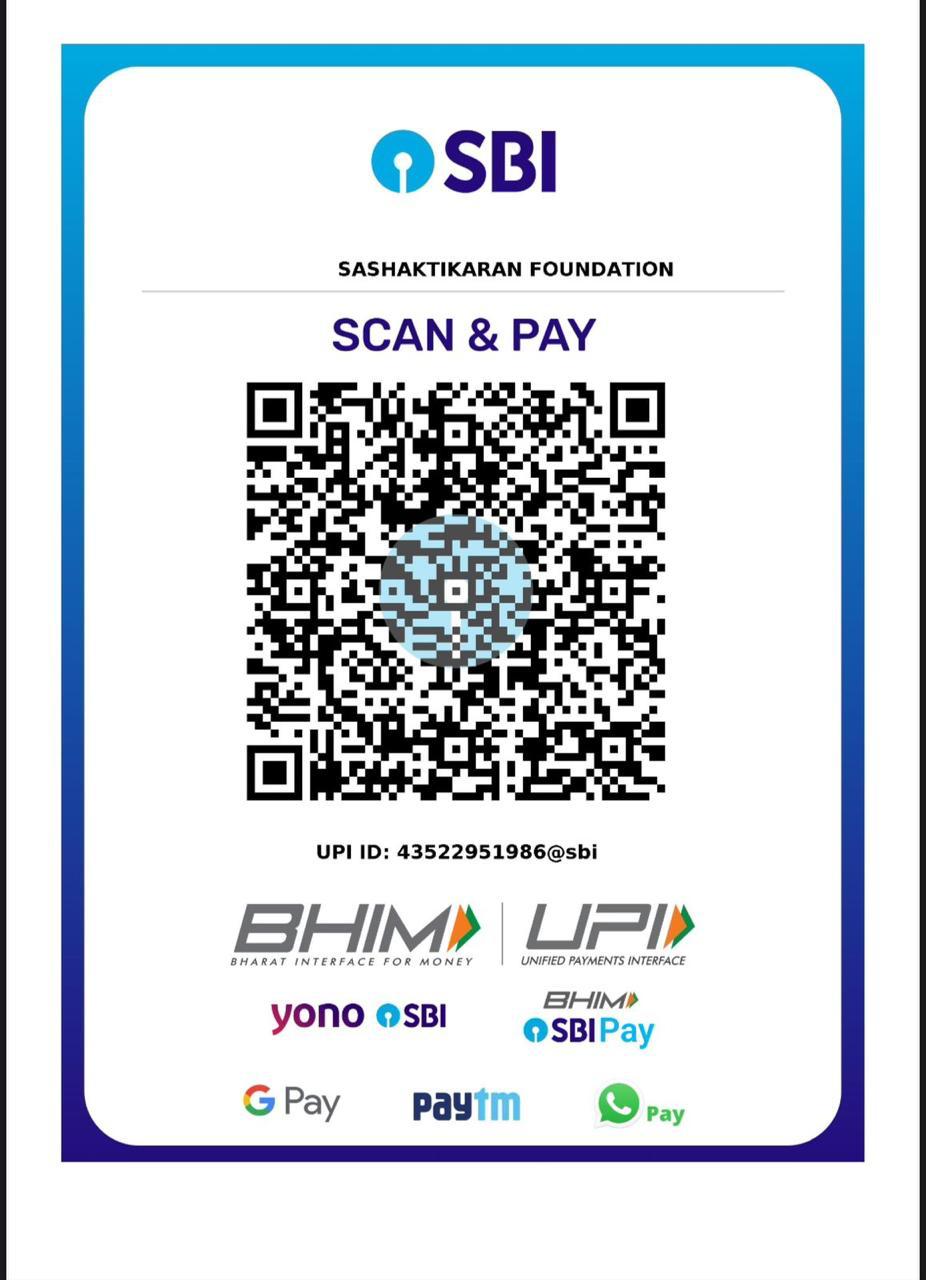 SBI
SASHAKTIKARAN FOUNDATION
SCAN & PAY
UPI ID: 43522951986@sbi
BHIM UPI
BHARAT INTERFACE FOR MONEY UNIFIED PAYMENTS INTERFACE
yono SBI BHIM SBI Pay
G Pay paytm Pay